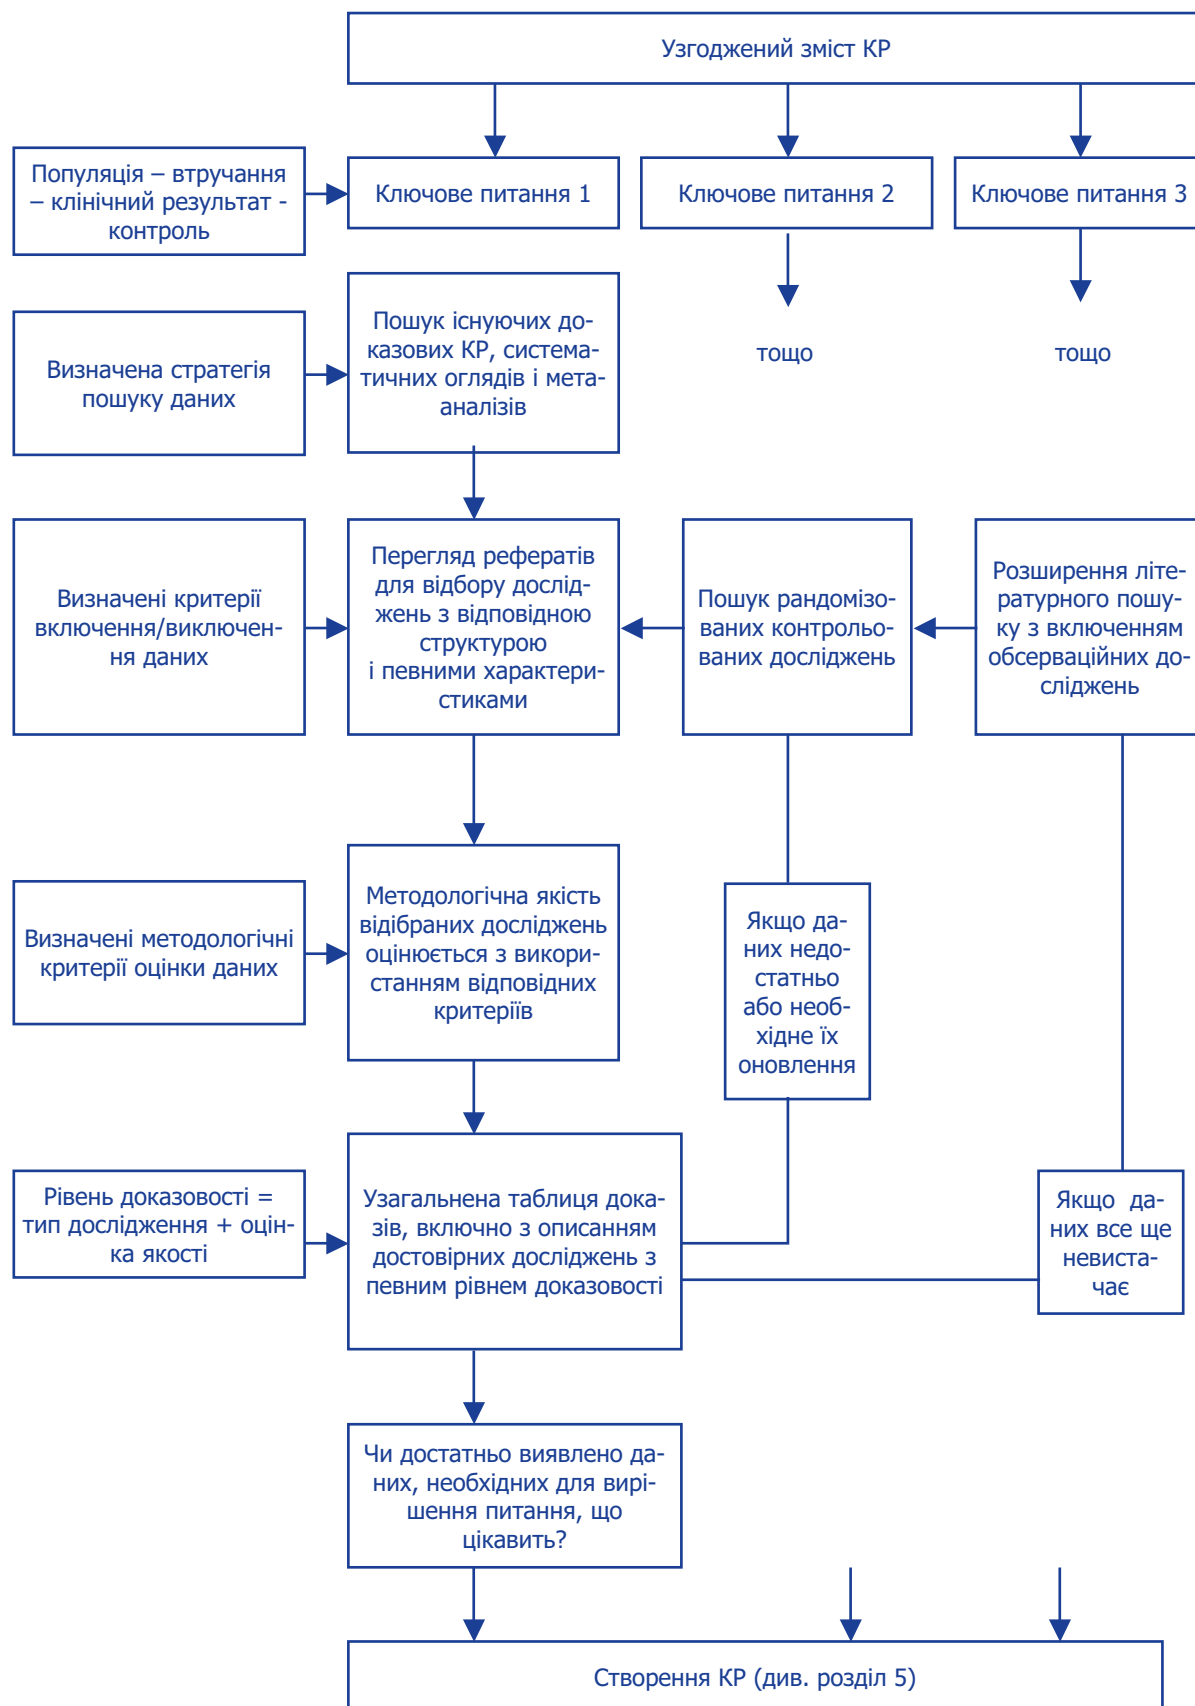 Узгоджений зміст КР
Популяція – втручання
– клінічний результат -
контроль
Ключове питання 1
Ключове питання 2
Ключове питання 3
Визначена стратегія
пошуку даних
Пошук існуючих до-
казових КР, система-
тичних оглядів і мета-
аналізів
тощо
тощо
Визначені критерії
включення/виключен-
ня даних
Перегляд рефератів
для відбору дослід-
жень з відповідною
структурою
і певними характери-
стиками
Пошук рандомізо-
ваних контрольо-
ваних досліджень
Розширення літе-
ратурного пошу-
ку з включенням
обсерваційних до-
сліджень
Визначені методологічні
критерії оцінки даних
Методологічна якість
відібраних досліджень
оцінюється з викори-
станням відповідних
критеріїв
Якщо да-
них недо-
статньо
або необ-
хідне їх
оновлення
Рівень доказовості =
тип дослідження + оцін-
ка якості
Узагальнена таблиця дока-
зів, включно з описанням
достовірних досліджень з
певним рівнем доказовості
Якщо да-
них все ще
невиста-
чає
Чи достатньо виявлено да-
них, необхідних для вирі-
шення питання, що
цікавить?
Створення КР (див. розділ 5)